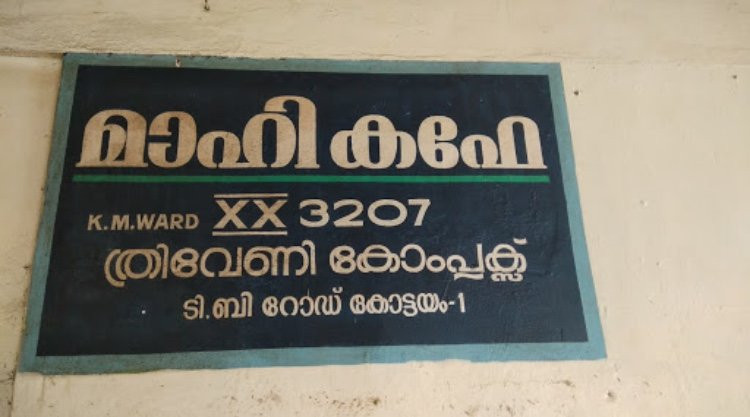 മാഹി കഫേ
K.M.WARD XX 3207
ത്രിവേണി കോംപ്ലക്സ്
ടി.ബി റോഡ് കോട്ടയം-1